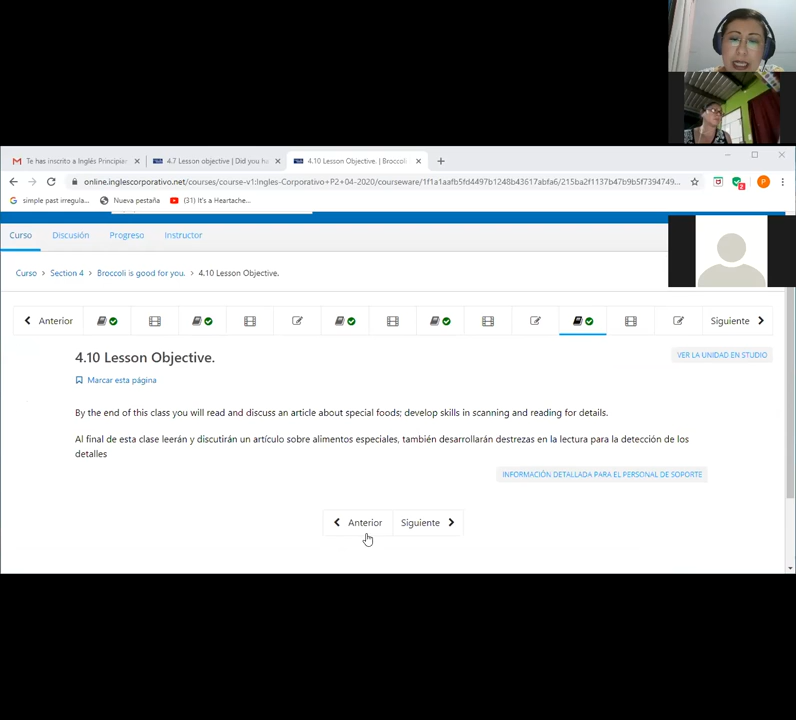 Te has inscrito a Inglés Principian
4.7 Lesson objective | Did you ha
4.10 Lesson Objective. | Broccoli
online.inglescorporativo.net/courses/course-v1:Ingles-Corporativo+P2+04-2020/courseware/1f1a1aafb5fd4497b1248b43617abfa6/215ba2f1137b47b9b5f7394749...
simple past irregula...
Nueva pestaña
(31) It's a Heartache...
P
Curso
Discusión
Progreso
Instructor
Curso > Section 4 > Broccoli is good for you. > 4.10 Lesson Objective.
Anterior
Siguiente
4.10 Lesson Objective.
VER LA UNIDAD EN STUDIO
Marcar esta página
By the end of this class you will read and discuss an article about special foods; develop skills in scanning and reading for details.
Al final de esta clase leerán y discutirán un artículo sobre alimentos especiales, también desarrollarán destrezas en la lectura para la detección de los
detalles
INFORMACIÓN DETALLADA PARA EL PERSONAL DE SOPORTE
Anterior
Siguiente